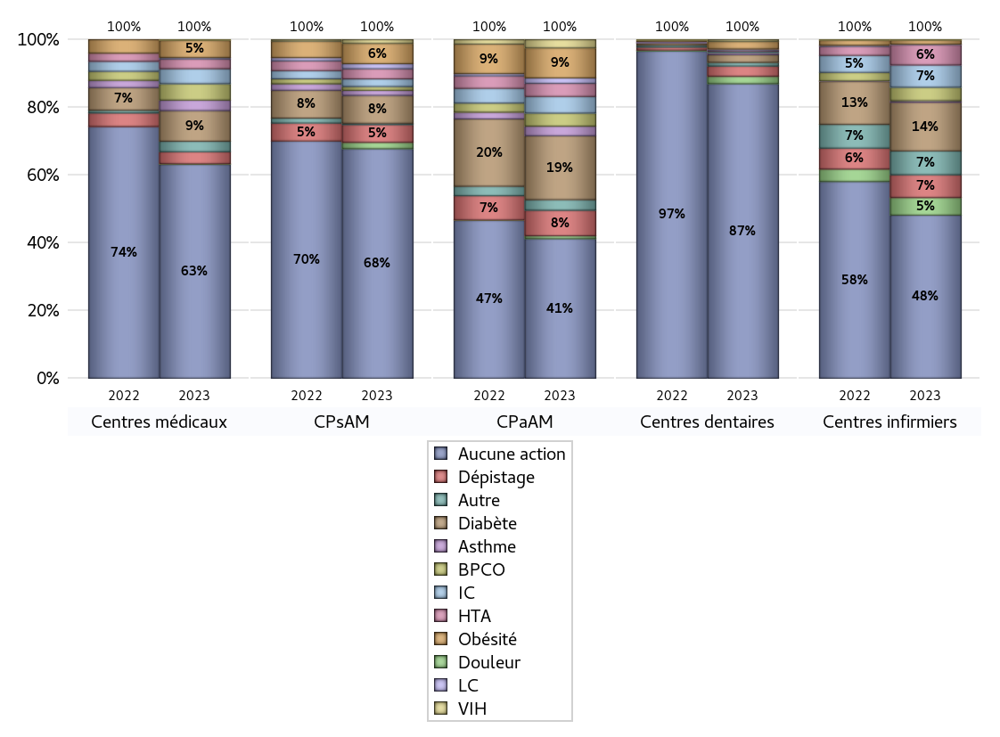 100% 100% 100% 100% 100% 100% 100% 100% 100% 100%
100%
80%
60%
40%
20%
0%
7% 74%
5% 9% 63%
8% 5% 70%
6% 8% 5% 68%
9% 20% 7% 47%
9% 19% 8% 41%
97%
87%
5% 13% 7% 6% 58%
6% 7% 14% 7% 7% 5% 48%
2022 2023 2022 2023 2022 2023 2022 2023 2022 2023
Centres médicaux CPsAM CPaAM Centres dentaires Centres infirmiers
Aucune action
Dépistage
Autre
Diabète
Asthme
BPCO
IC
HTA
Obésité
Douleur
LC
VIH